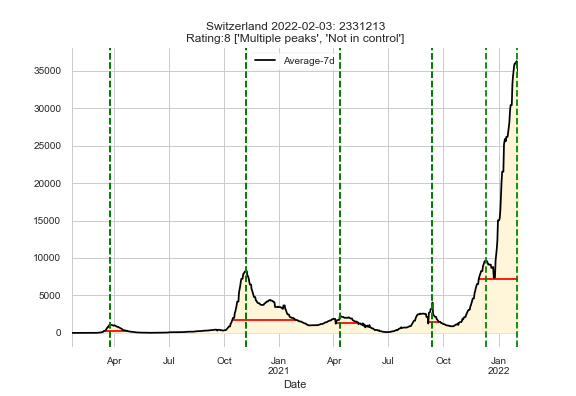 Switzerland 2022-02-03: 2331213
Rating:8 ['Multiple peaks', 'Not in control']
Average-7d
35000
30000
25000
20000
15000
10000
5000
0
Apr Jul Oct Jan Apr Jul Oct Jan
2021 2022
Date